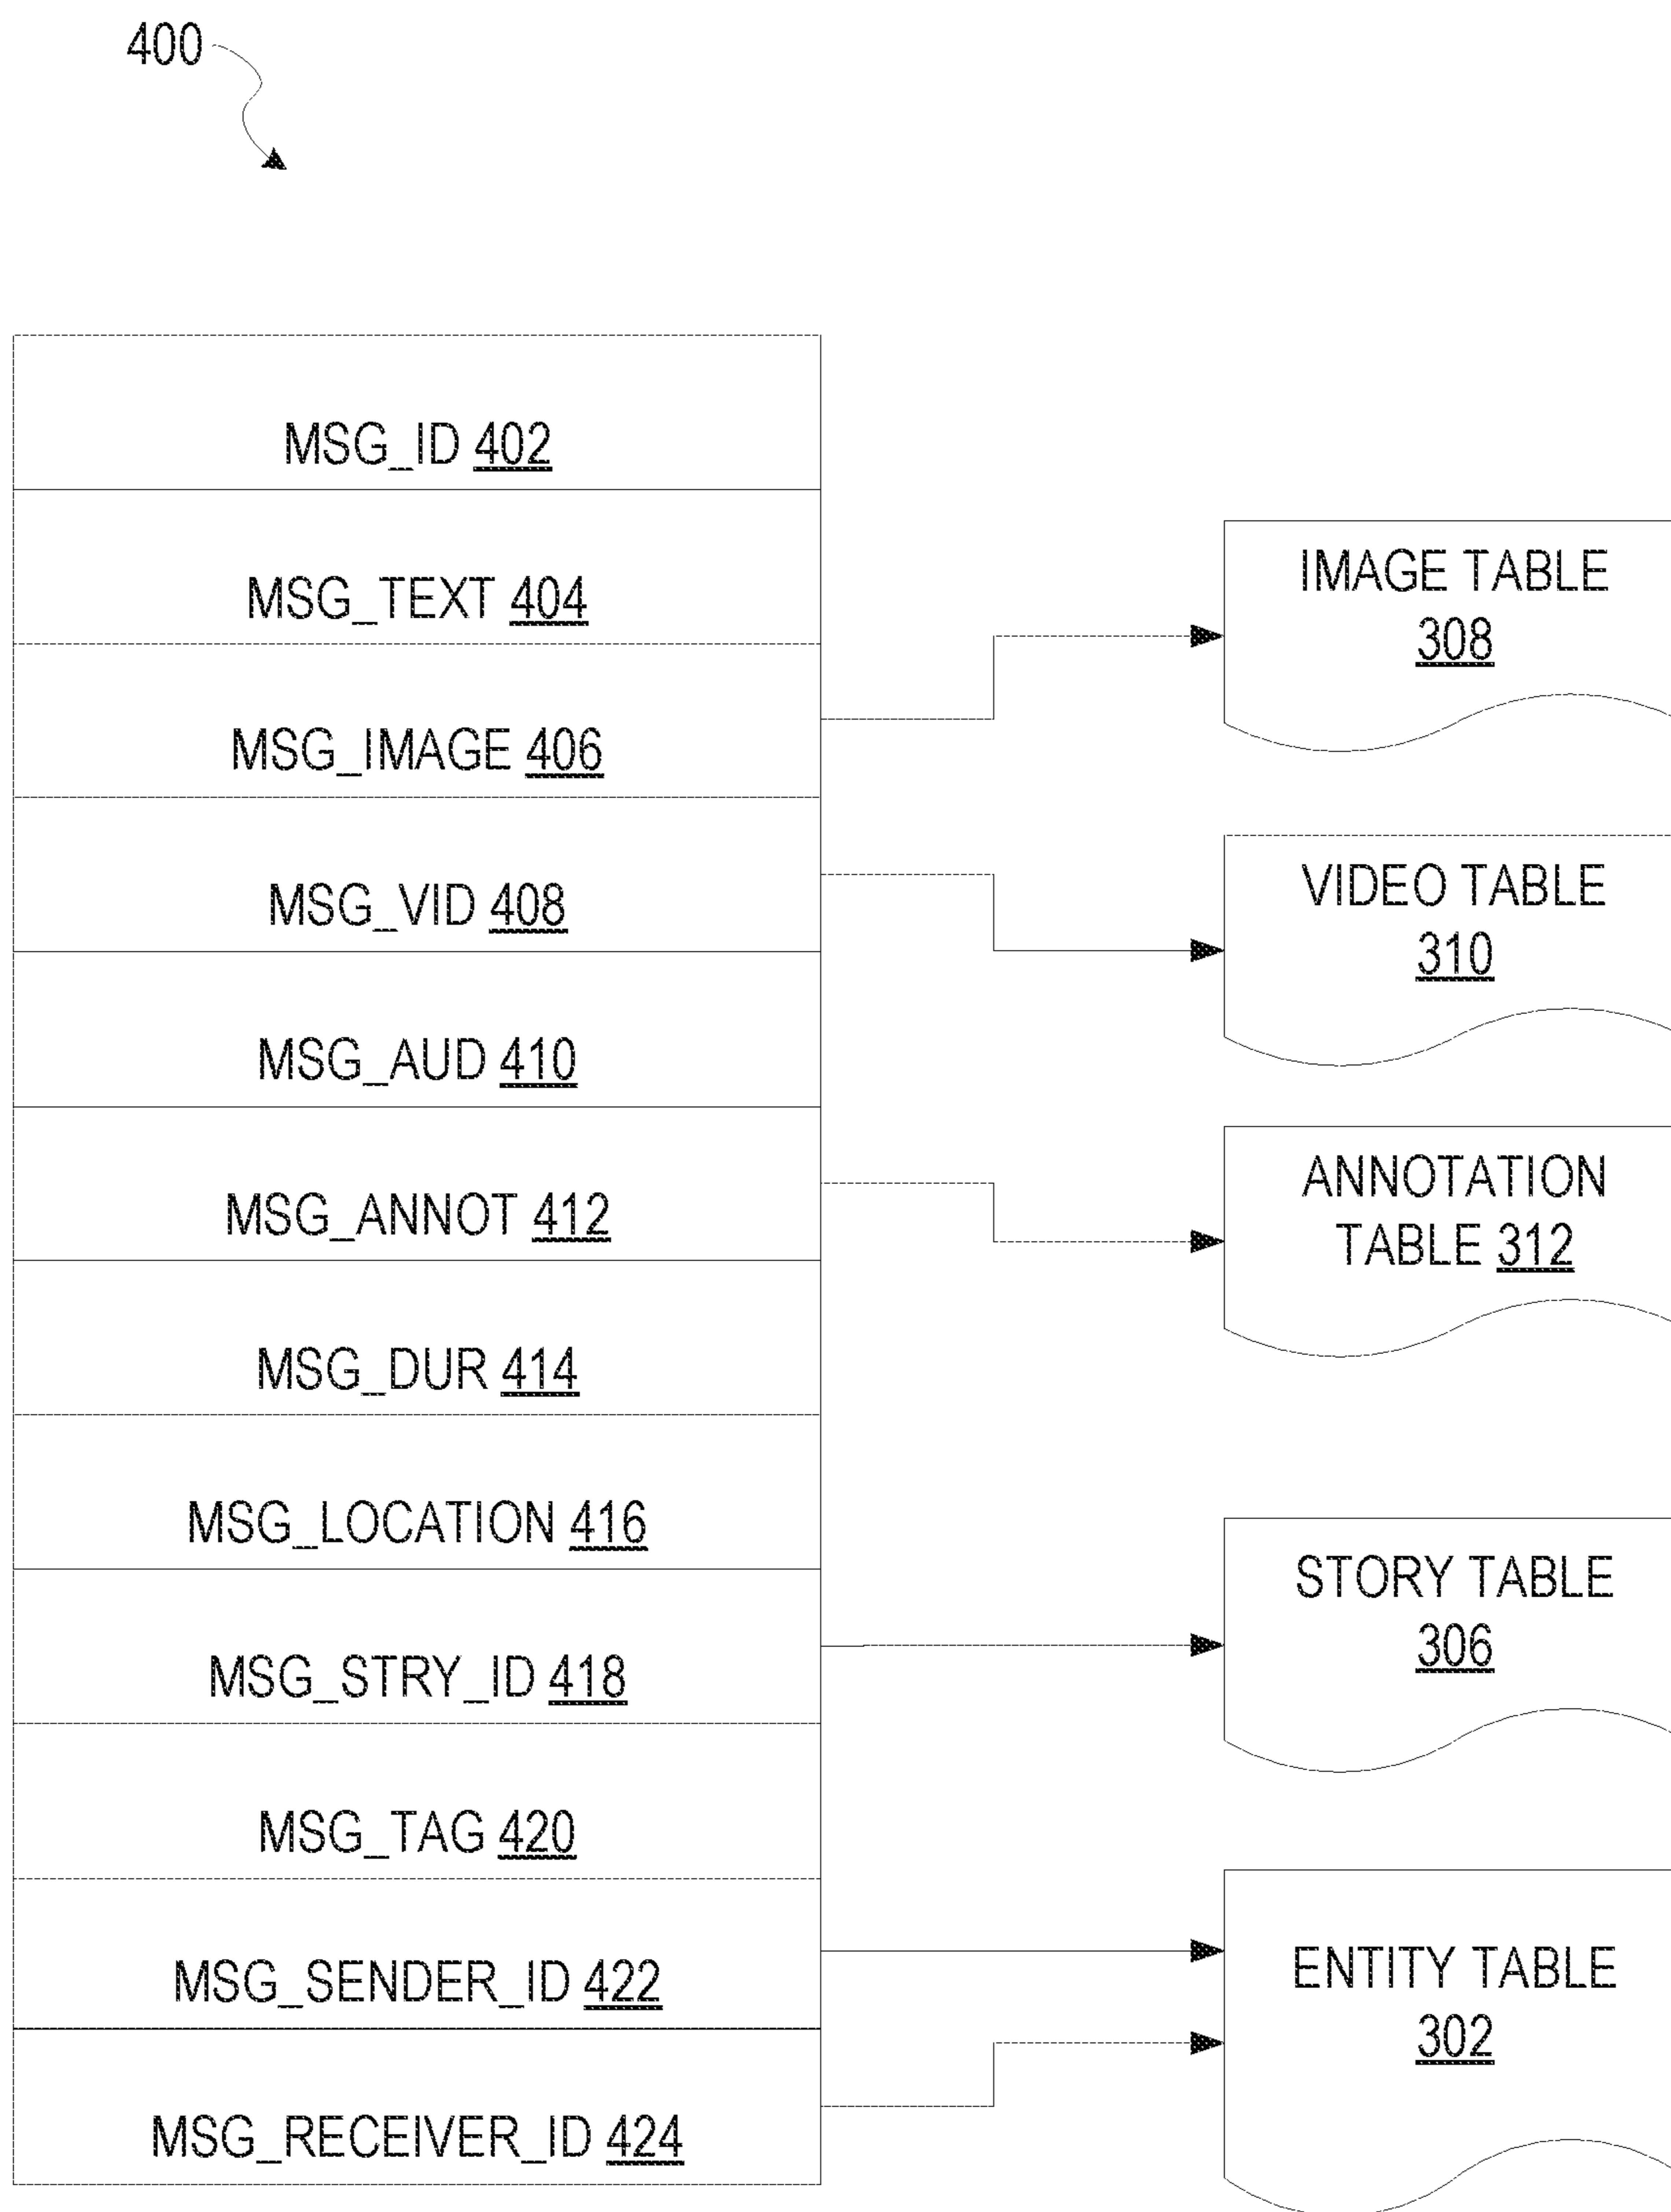 400
MSG_ID 402
MSG_TEXT 404
MSG_IMAGE 406
MSG_VID 408
MSG_AUD 410
MSG_ANNOT 412
MSG_DUR 414
MSG_LOCATION 416
MSG_STRY_ID 418
MSG_TAG 420
MSG_SENDER_ID 422
MSG_RECEIVER_ID 424
IMAGE TABLE
308
VIDEO TABLE
310
ANNOTATION
TABLE 312
STORY TABLE
306
ENTITY TABLE
302